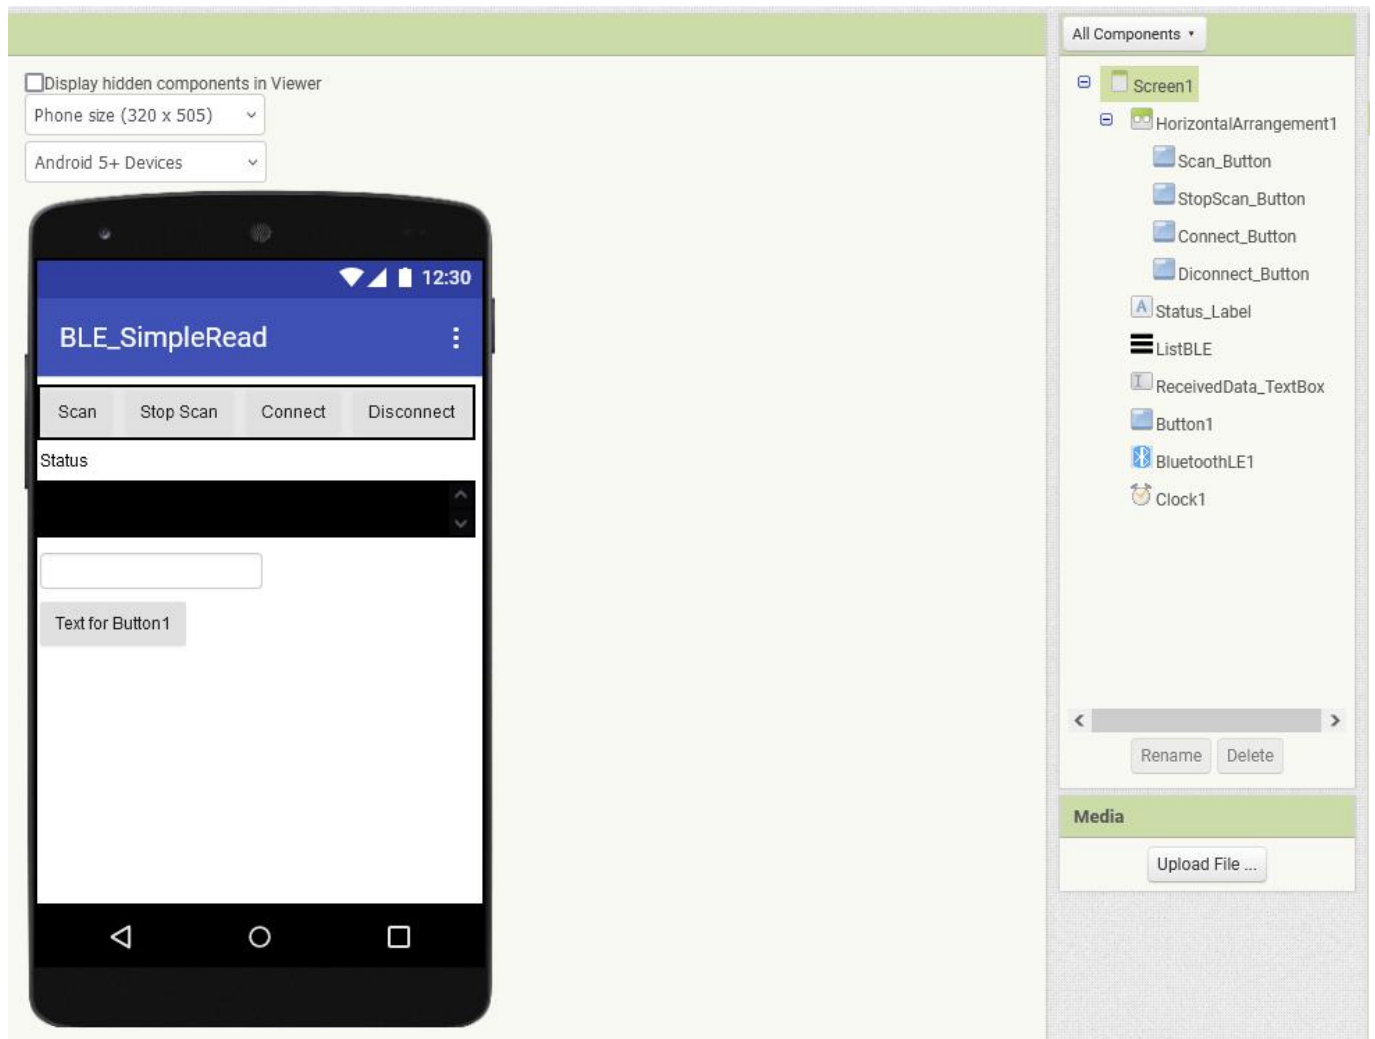 Display hidden components in Viewer
Phone size (320 x 505)
Android 5+ Devices
12:30
BLE_SimpleRead
Scan
Stop Scan
Connect
Disconnect
Status
Text for Button1
All Components
Screen1
HorizontalArrangement1
Scan_Button
StopScan_Button
Connect_Button
Diconnect_Button
Status_Label
ListBLE
ReceivedData_TextBox
Button1
BluetoothLE1
Clock1
Rename
Delete
Media
Upload File ...